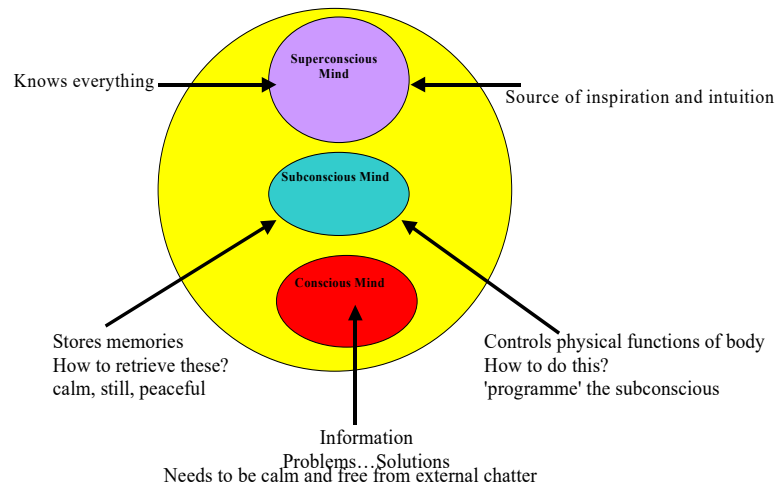 Superconscious
Mind
Knows everything
Source of inspiration and intuition
Subconscious Mind
Conscious Mind
Stores memories
How to retrieve these?
calm, still, peaceful
Controls physical functions of body
How to do this?
'programme' the subconscious
Information
Problems…Solutions
Needs to be calm and free from external chatter